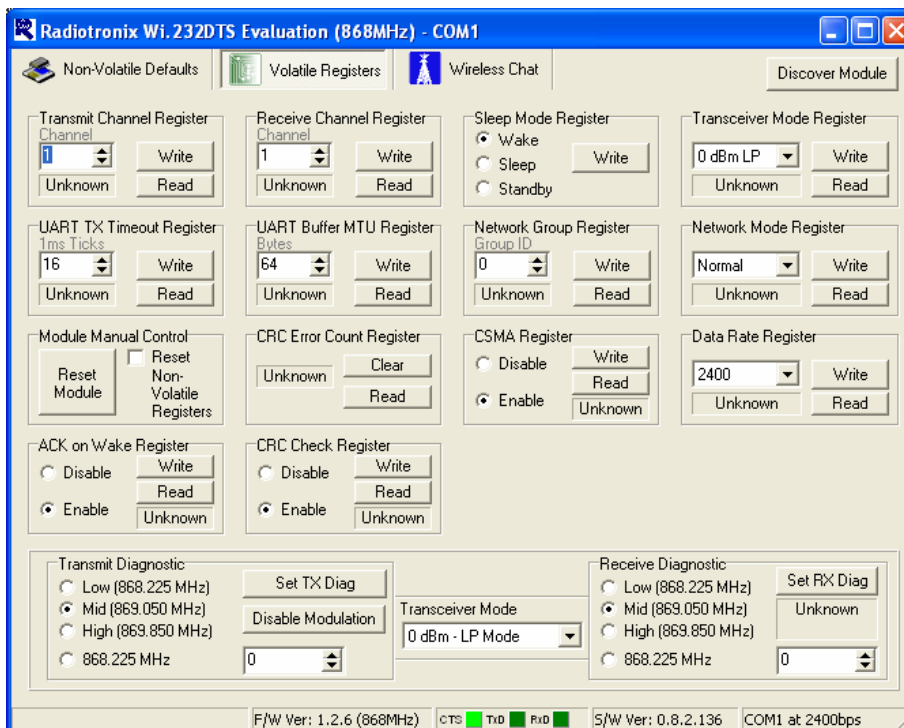 Radiotronix Wi.232DTS Evaluation (868MHz) - COM1
Non-Volatile Defaults
Volatile Registers
Wireless Chat
Discover Module
Transmit Channel Register
Channel
1
Write
Unknown
Read
Receive Channel Register
Channel
1
Write
Unknown
Read
Sleep Mode Register
Wake
Sleep
Standby
Write
Transceiver Mode Register
0 dBm LP
Write
Unknown
Read
UART TX Timeout Register
1ms Ticks
16
Write
Unknown
Read
UART Buffer MTU Register
Bytes
64
Write
Unknown
Read
Network Group Register
Group ID
0
Write
Unknown
Read
Network Mode Register
Normal
Write
Unknown
Read
Module Manual Control
Reset
Module
Reset
Non-
Volatile
Registers
CRC Error Count Register
Unknown
Clear
Read
CSMA Register
Disable
Enable
Write
Read
Unknown
Data Rate Register
2400
Write
Unknown
Read
ACK on Wake Register
Disable
Enable
Write
Read
Unknown
CRC Check Register
Disable
Enable
Write
Read
Unknown
Transmit Diagnostic
Low (868.225 MHz)
Mid (869.050 MHz)
High (869.850 MHz)
868.225 MHz
Set TX Diag
Disable Modulation
0
Transceiver Mode
0 dBm - LP Mode
Receive Diagnostic
Low (868.225 MHz)
Mid (869.050 MHz)
High (869.850 MHz)
868.225 MHz
Set RX Diag
Unknown
0
F/W Ver: 1.2.6 (868MHz)
CTS TxD RxD
S/W Ver: 0.8.2.136
COM1 at 2400bps